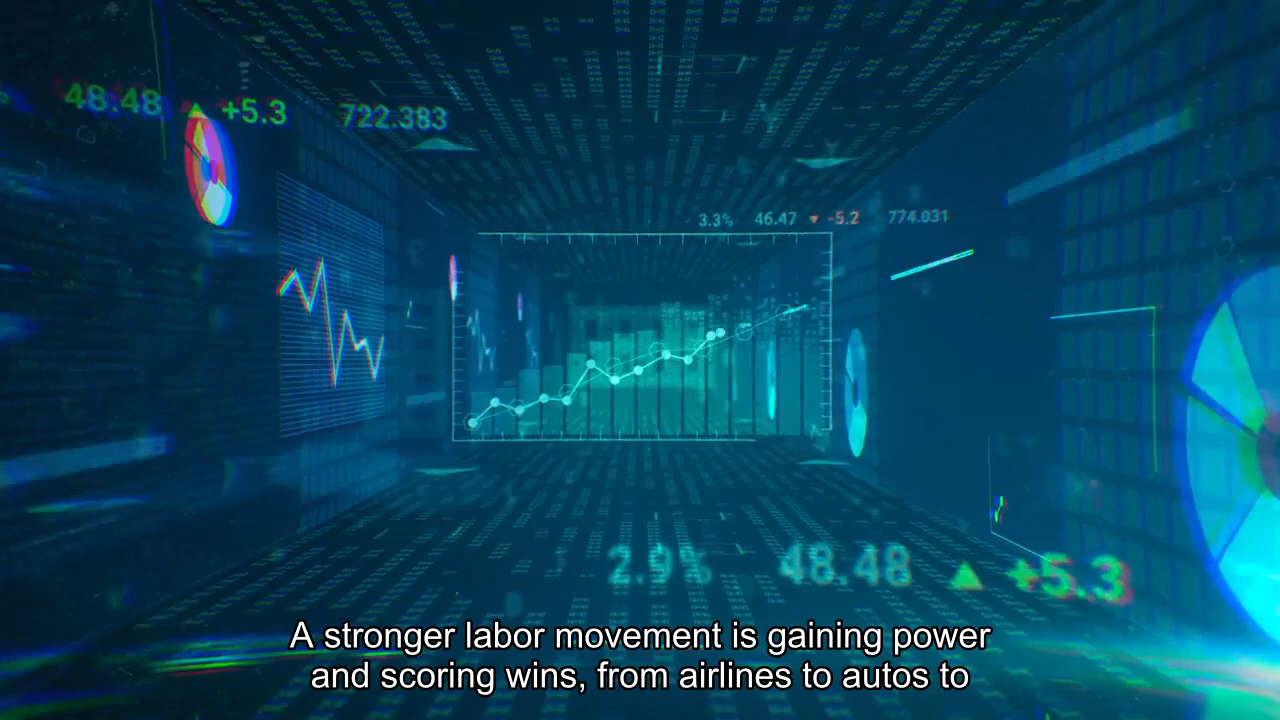 48.48 ▲ +5.3 722.383
3.3% 46.47 ▼ -5.2 774.031
2.9% 48.48 ▲ +5.3
A stronger labor movement is gaining power
and scoring wins, from airlines to autos to